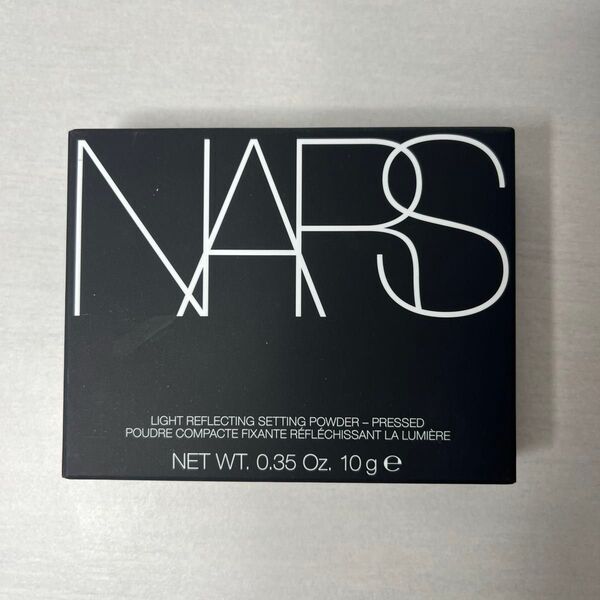 NARS
LIGHT REFLECTING SETTING POWDER – PRESSED
POUDRE COMPACTE FIXANTE RÉFLÉCHISSANT LA LUMIÈRE
NET WT. 0.35 Oz. 10 g ℮